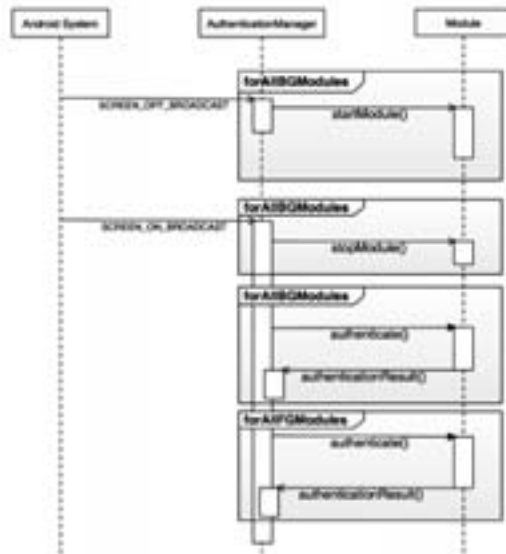 Android System
AuthenticationManager
Module
forAllBGModules
SCREEN_OFF_BROADCAST
startModule()
forAllBGModules
SCREEN_ON_BROADCAST
stopModule()
forAllBGModules
authenticate()
authenticationResult()
forAllFGModules
authenticate()
authenticationResult()